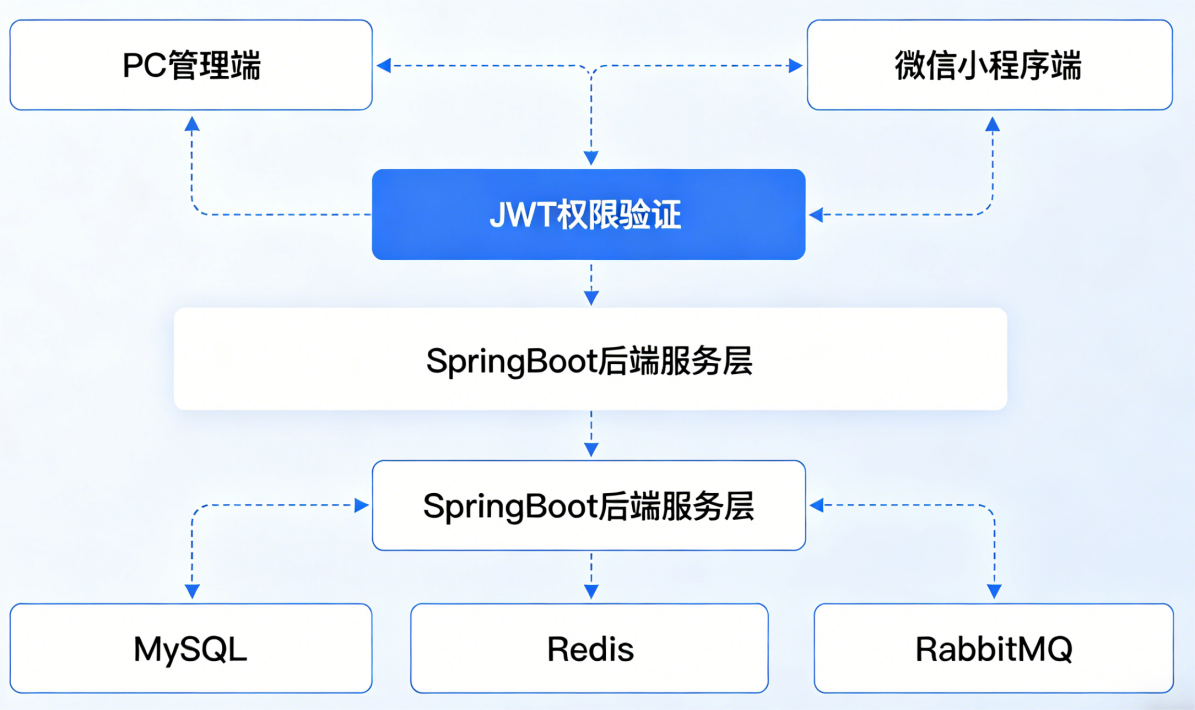 PC管理端
微信小程序端
JWT权限验证
SpringBoot后端服务层
SpringBoot后端服务层
MySQL
Redis
RabbitMQ